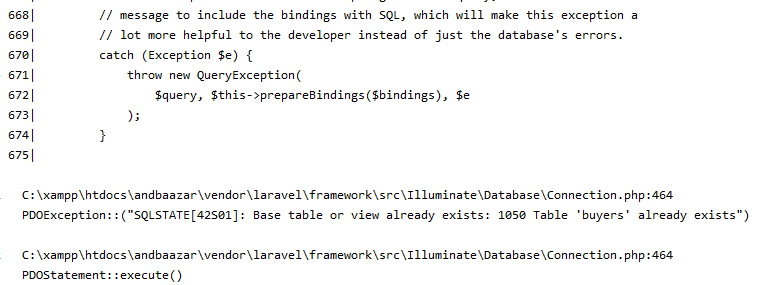 668| // message to include the bindings with SQL, which will make this exception a
669| // lot more helpful to the developer instead of just the database's errors.
670| catch (Exception $e) {
671| throw new QueryException(
672| $query, $this->prepareBindings($bindings), $e
673| );
674| }
675|
C:\xampp\htdocs\andbaazar\vendor\laravel\framework\src\Illuminate\Database\Connection.php:464
PDOException::("SQLSTATE[42S01]: Base table or view already exists: 1050 Table 'buyers' already exists")
C:\xampp\htdocs\andbaazar\vendor\laravel\framework\src\Illuminate\Database\Connection.php:464
PDOStatement::execute()